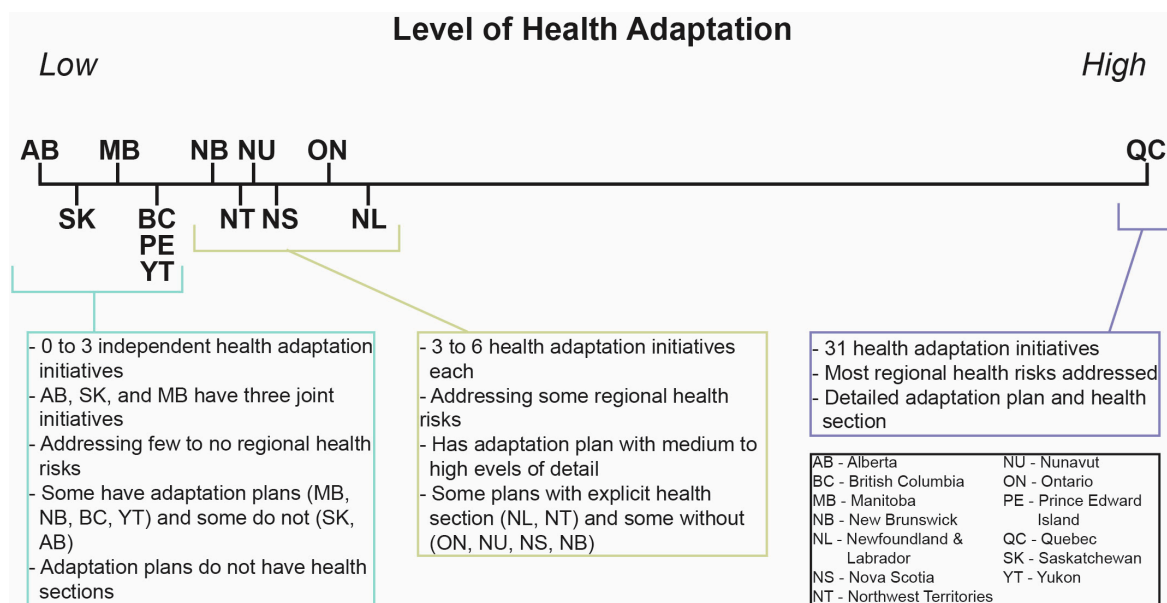 Level of Health Adaptation
Low
High
AB
MB
NB
NU
ON
QC
SK
BC
NT
NS
NL
PE
YT
- 0 to 3 independent health adaptation
initiatives
- AB, SK, and MB have three joint
initiatives
- Addressing few to no regional health
risks
- Some have adaptation plans (MB,
NB, BC, YT) and some do not (SK,
AB)
- Adaptation plans do not have health
sections
- 3 to 6 health adaptation initiatives
each
- Addressing some regional health
risks
- Has adaptation plan with medium to
high evels of detail
- Some plans with explicit health
section (NL, NT) and some without
(ON, NU, NS, NB)
- 31 health adaptation initiatives
- Most regional health risks addressed
- Detailed adaptation plan and health
section
AB - Alberta
BC - British Columbia
MB - Manitoba
NB - New Brunswick
NL - Newfoundland &
Labrador
NS - Nova Scotia
NT - Northwest Territories
NU - Nunavut
ON - Ontario
PE - Prince Edward
Island
QC - Quebec
SK - Saskatchewan
YT - Yukon